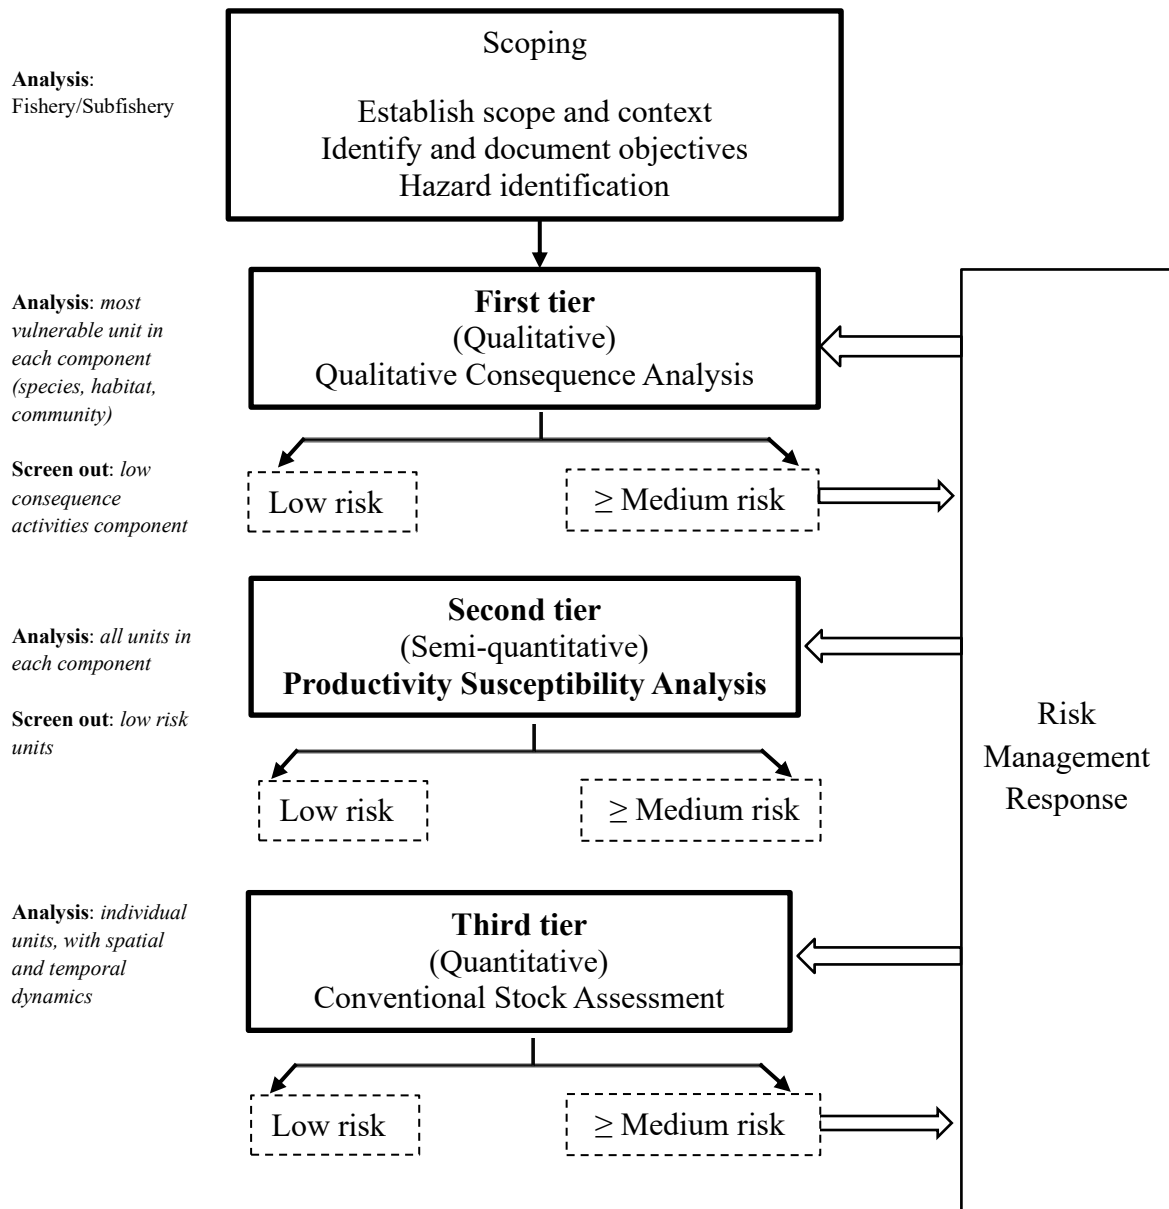 Scoping
Establish scope and context
Identify and document objectives
Hazard identification
Analysis:
Fishery/Subfishery
First tier
(Qualitative)
Qualitative Consequence Analysis
Analysis: most
vulnerable unit in
each component
(species, habitat,
community)
Screen out: low
consequence
activities component
Low risk
≥ Medium risk
Second tier
(Semi-quantitative)
Productivity Susceptibility Analysis
Analysis: all units in
each component
Screen out: low risk
units
Low risk
≥ Medium risk
Third tier
(Quantitative)
Conventional Stock Assessment
Analysis: individual
units, with spatial
and temporal
dynamics
Low risk
≥ Medium risk
Risk
Management
Response